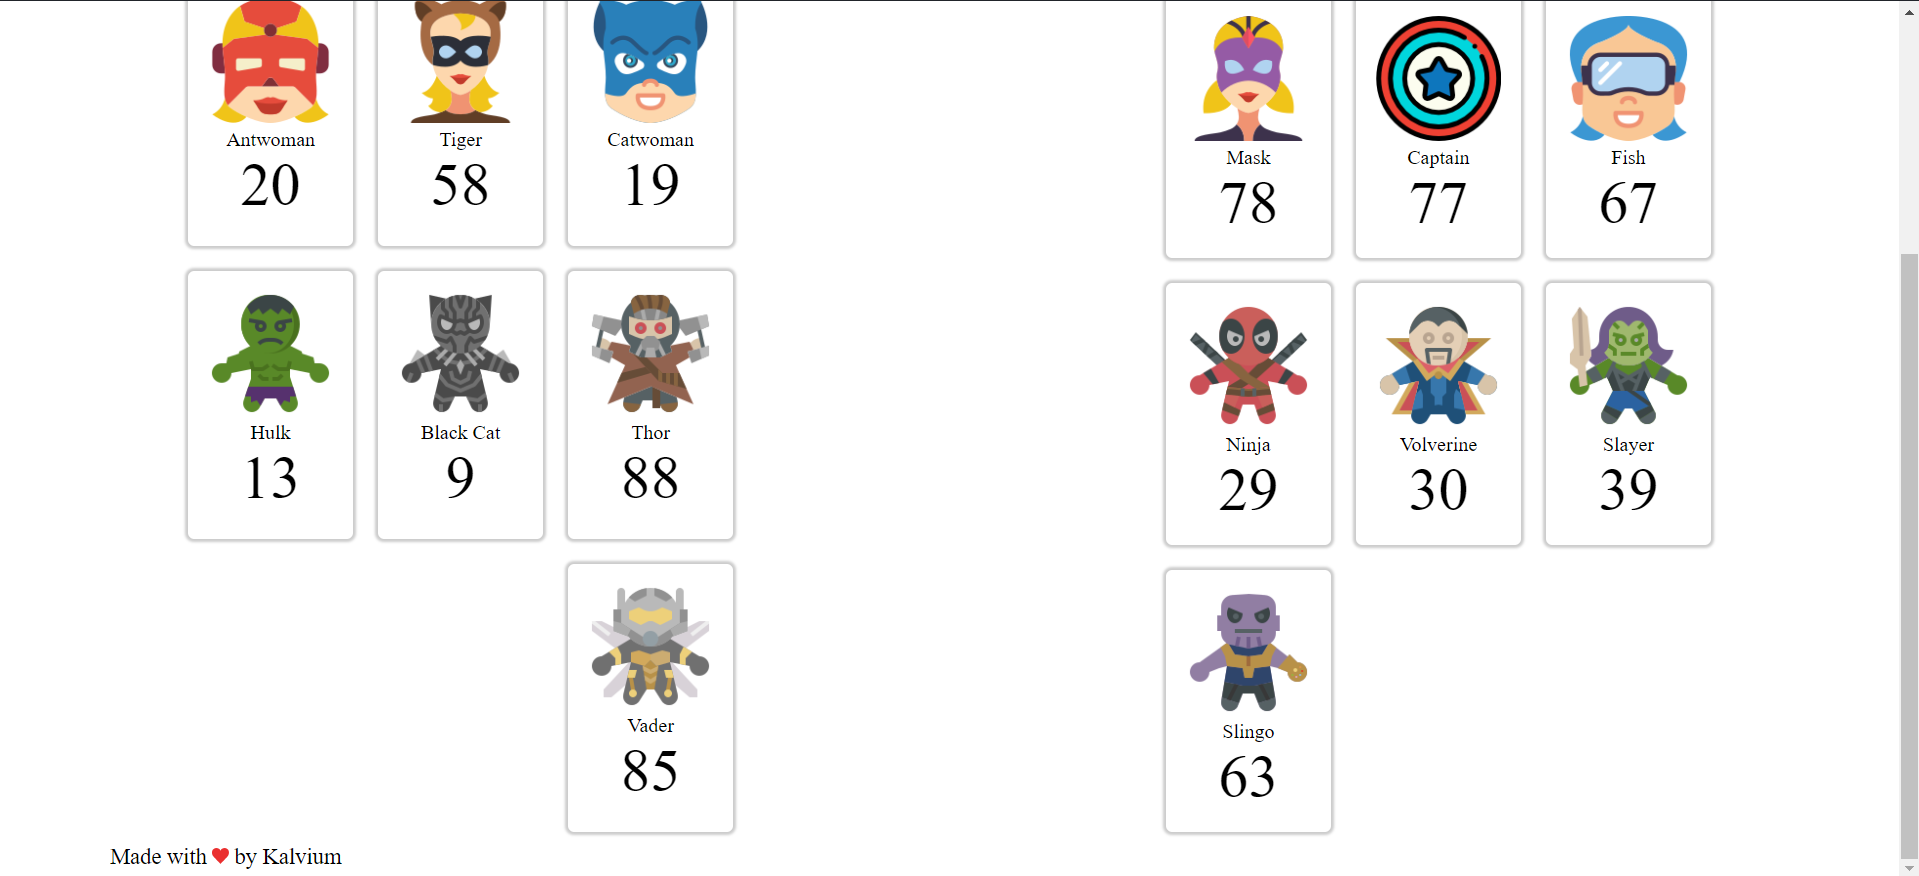 Antwoman Tiger Catwoman
20 58 19
Mask Captain Fish
78 77 67
Hulk Black Cat Thor
13 9 88
Ninja Volverine Slayer
29 30 39
Vader
85
Slingo
63
Made with ❤ by Kalvium